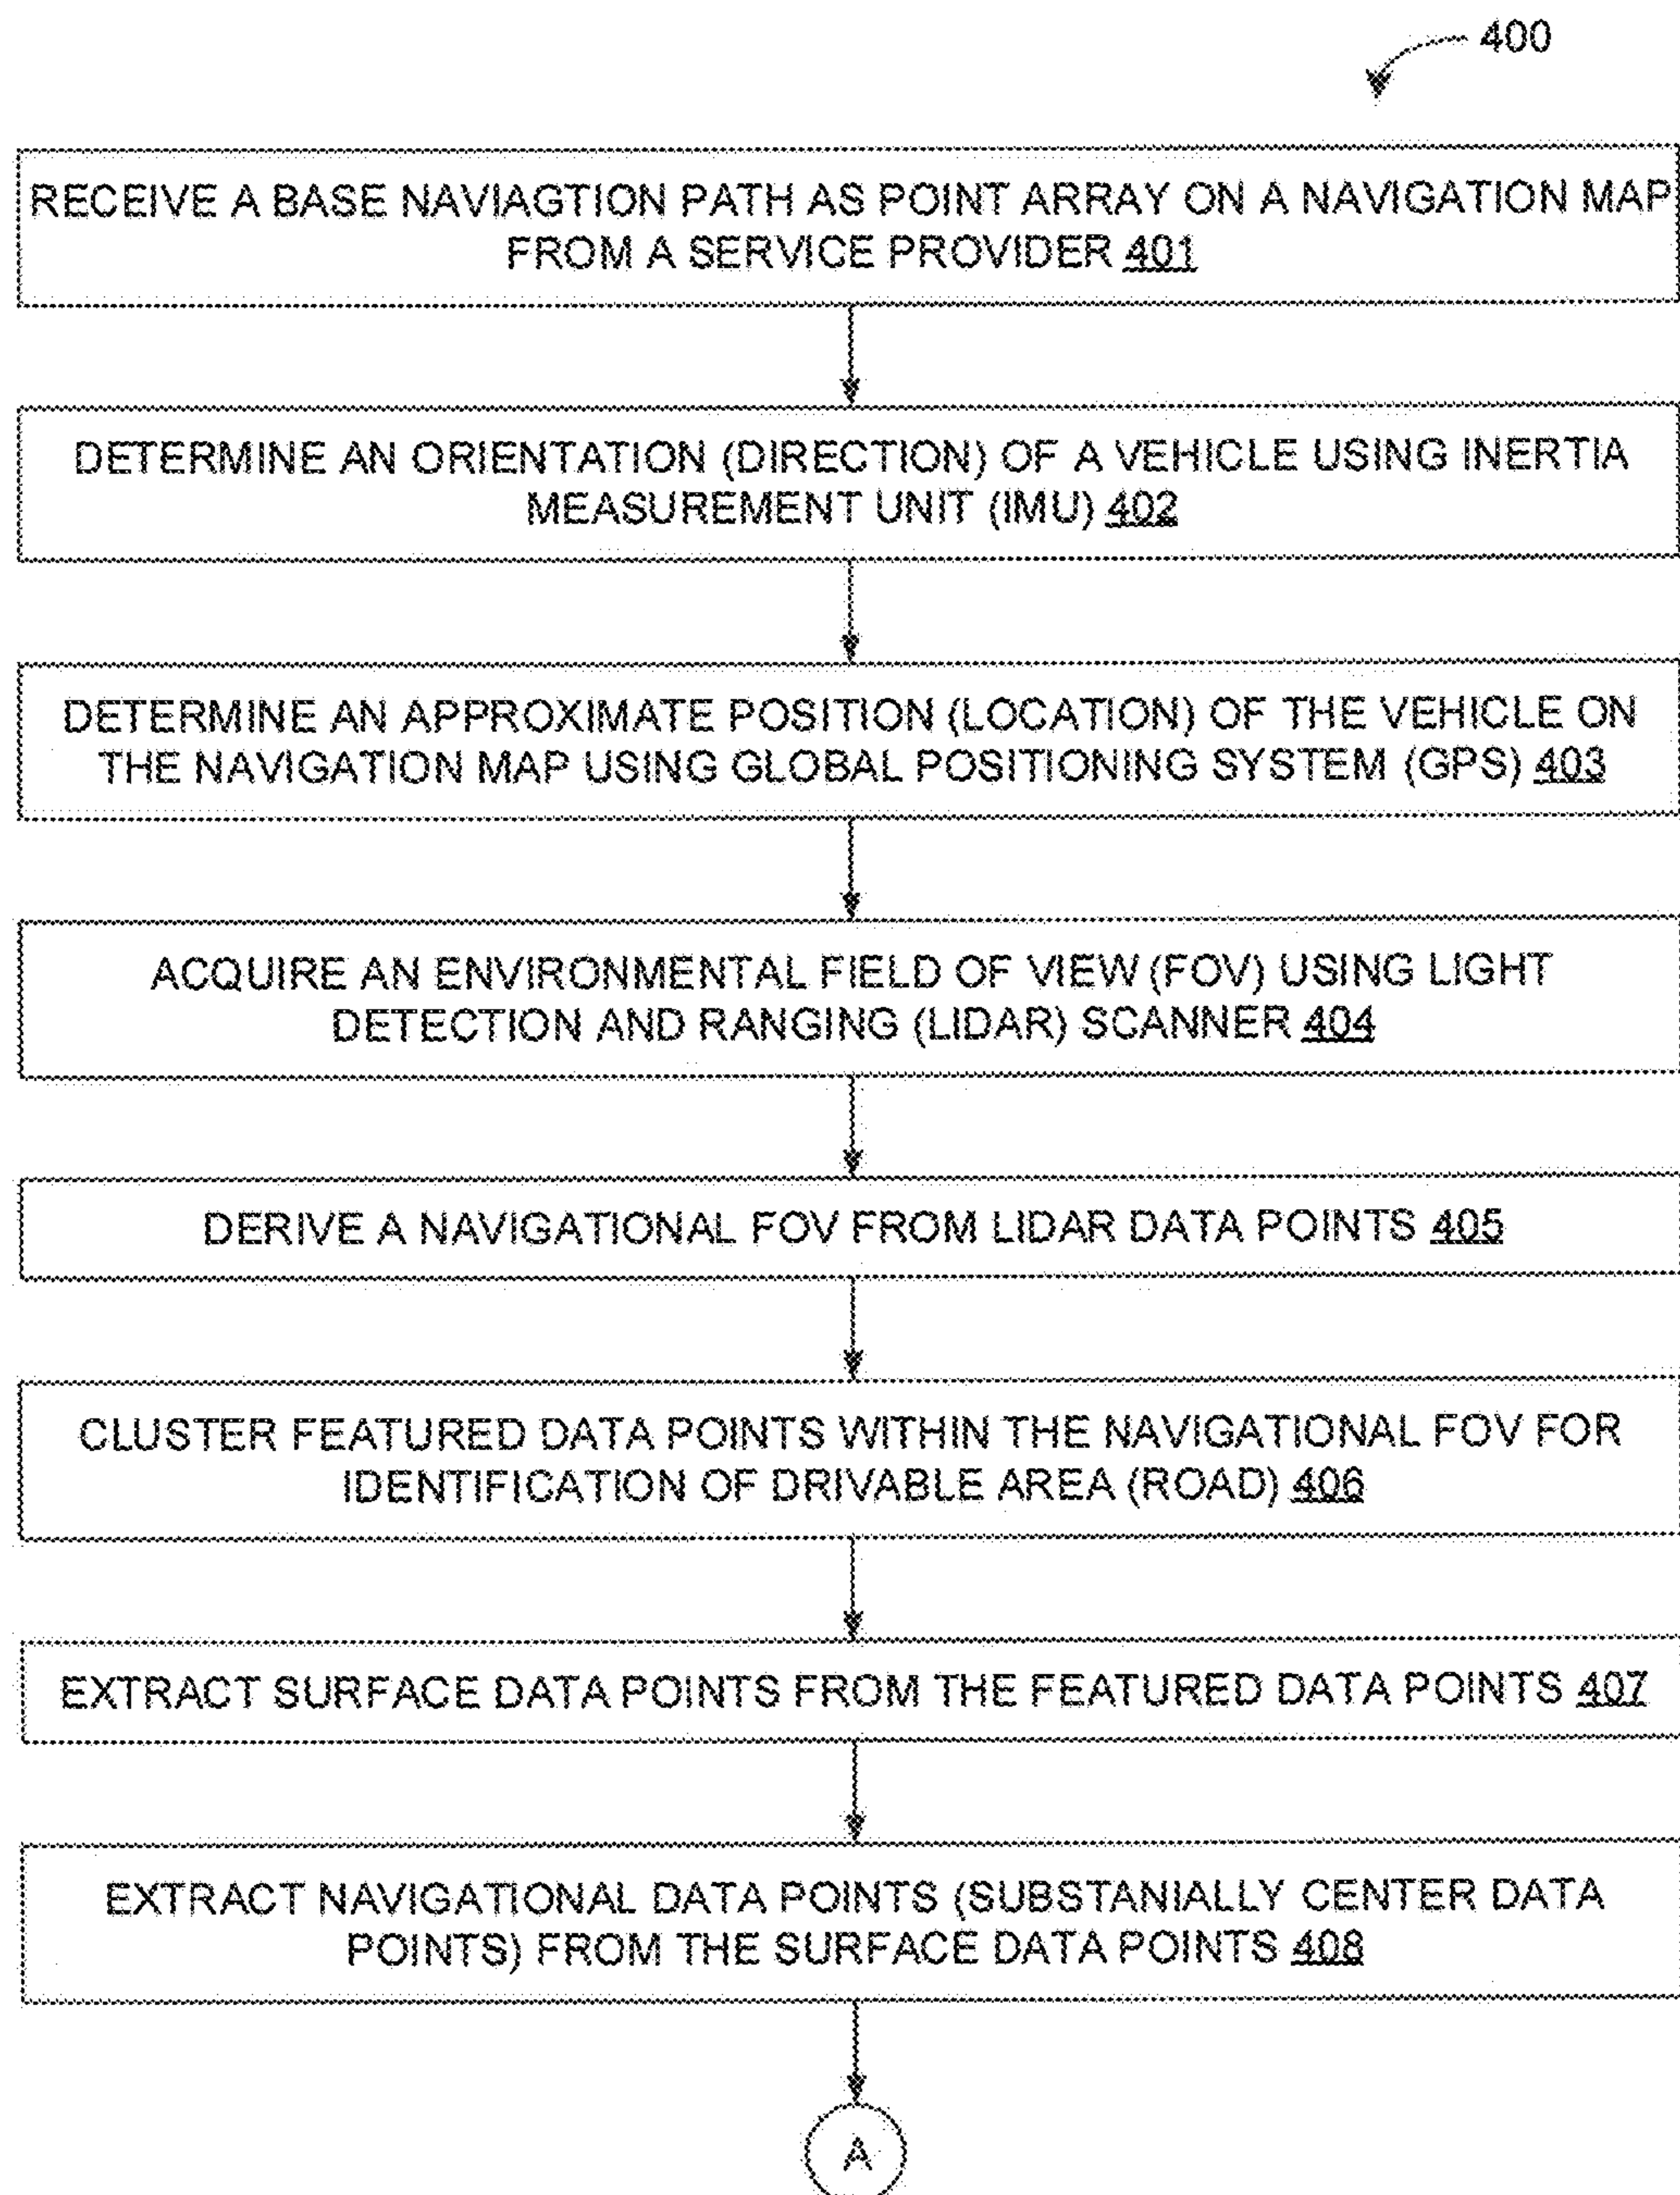 400
RECEIVE A BASE NAVIAGTION PATH AS POINT ARRAY ON A NAVIGATION MAP
FROM A SERVICE PROVIDER 401
DETERMINE AN ORIENTATION (DIRECTION) OF A VEHICLE USING INERTIA
MEASUREMENT UNIT (IMU) 402
DETERMINE AN APPROXIMATE POSITION (LOCATION) OF THE VEHICLE ON
THE NAVIGATION MAP USING GLOBAL POSITIONING SYSTEM (GPS) 403
ACQUIRE AN ENVIRONMENTAL FIELD OF VIEW (FOV) USING LIGHT
DETECTION AND RANGING (LIDAR) SCANNER 404
DERIVE A NAVIGATIONAL FOV FROM LIDAR DATA POINTS 405
CLUSTER FEATURED DATA POINTS WITHIN THE NAVIGATIONAL FOV FOR
IDENTIFICATION OF DRIVABLE AREA (ROAD) 406
EXTRACT SURFACE DATA POINTS FROM THE FEATURED DATA POINTS 407
EXTRACT NAVIGATIONAL DATA POINTS (SUBSTANIALLY CENTER DATA
POINTS) FROM THE SURFACE DATA POINTS 408
A